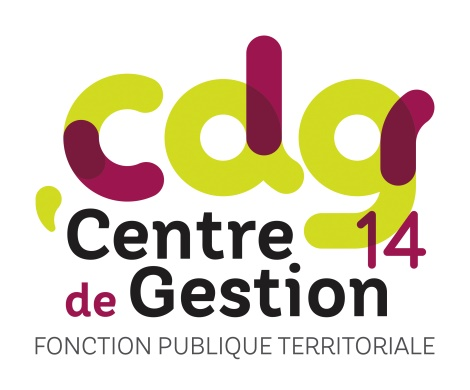 cdg
14
Centre
de Gestion
FONCTION PUBLIQUE TERRITORIALE